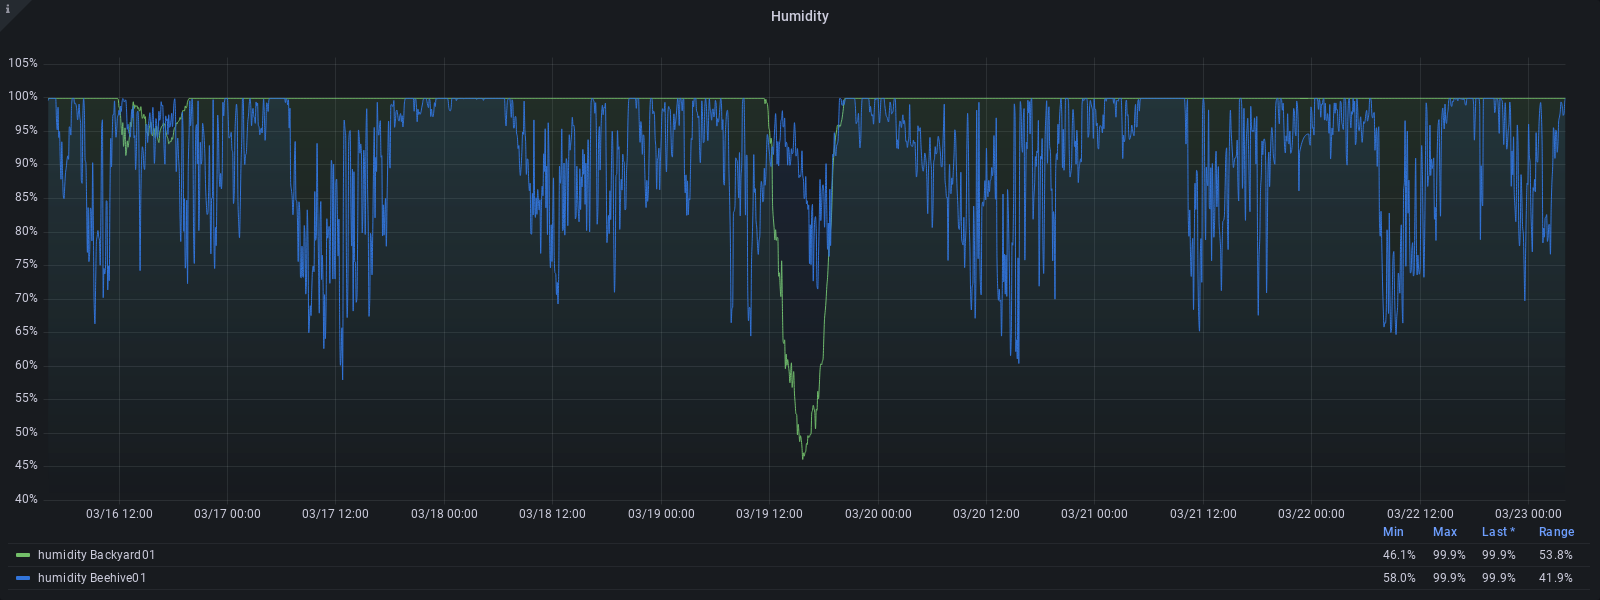 i
Humidity
105%
100%
95%
90%
85%
80%
75%
70%
65%
60%
55%
50%
45%
40%
03/16 12:00 03/17 00:00 03/17 12:00 03/18 00:00 03/18 12:00 03/19 00:00 03/19 12:00 03/20 00:00 03/20 12:00 03/21 00:00 03/21 12:00 03/22 00:00 03/22 12:00 03/23 00:00
Min Max Last * Range
humidity Backyard01 46.1% 99.9% 99.9% 53.8%
humidity Beehive01 58.0% 99.9% 99.9% 41.9%